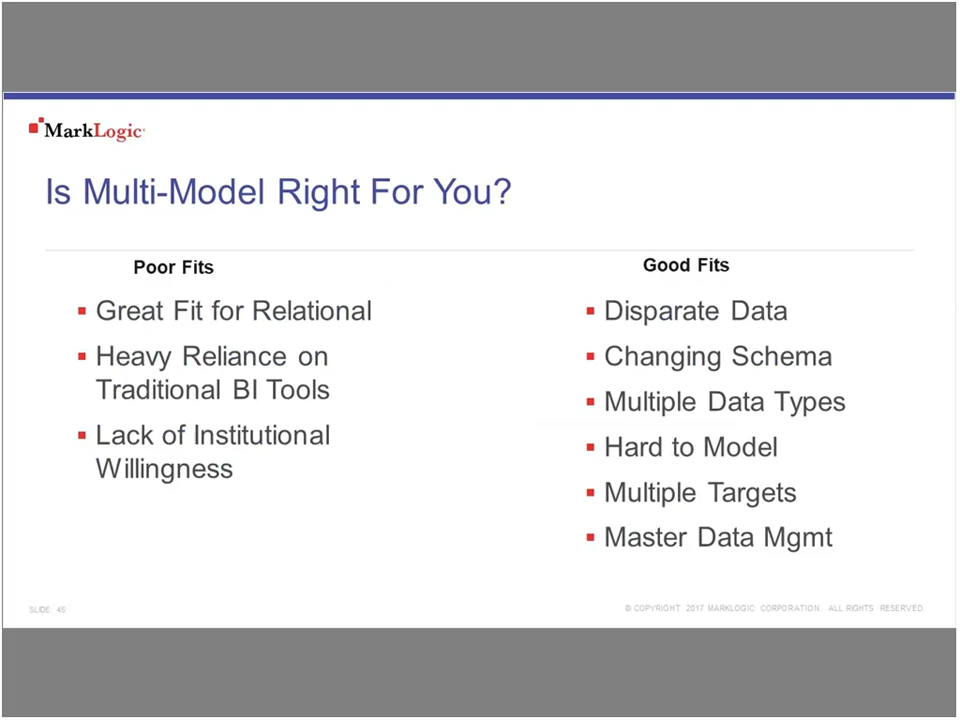 MarkLogic
Is Multi-Model Right For You?
Poor Fits
Great Fit for Relational
Heavy Reliance on
Traditional BI Tools
Lack of Institutional
Willingness
Good Fits
Disparate Data
Changing Schema
Multiple Data Types
Hard to Model
Multiple Targets
Master Data Mgmt
SLIDE: 45
© COPYRIGHT 2017 MARKLOGIC CORPORATION. ALL RIGHTS RESERVED.